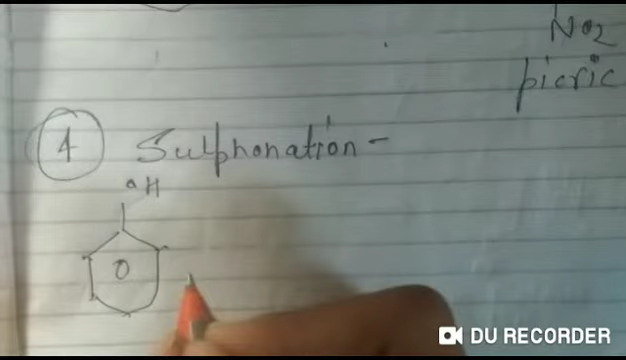 NO2
picric
4 Sulphonation-
OH
DU RECORDER